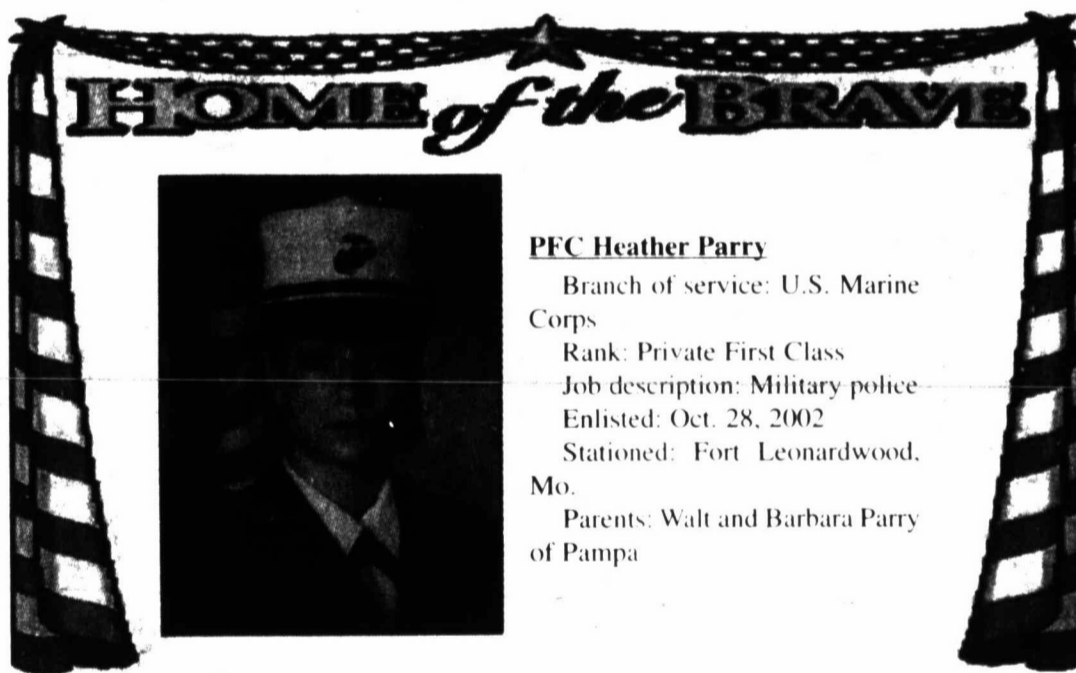 HOME of the BRAVE
PFC Heather Parry
Branch of service: U.S. Marine
Corps
Rank: Private First Class
Job description: Military police
Enlisted: Oct. 28, 2002
Stationed: Fort Leonardwood,
Mo.
Parents: Walt and Barbara Parry
of Pampa